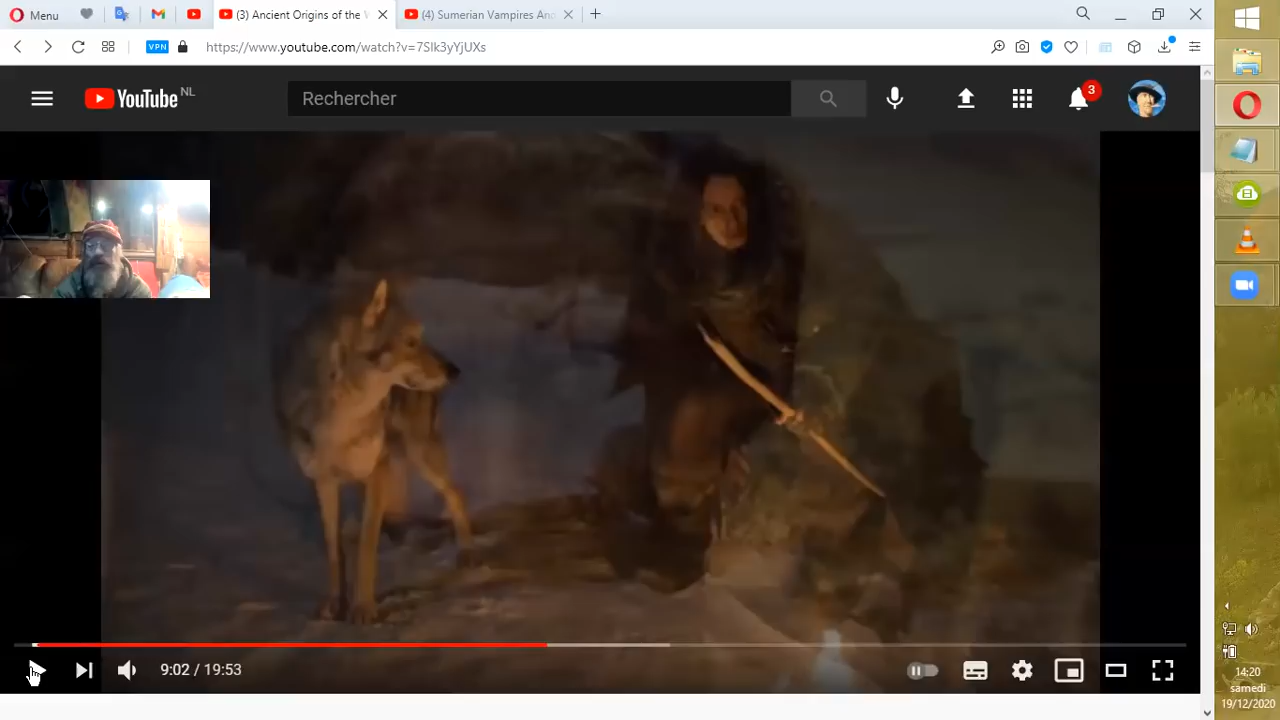 Menu
(3) Ancient Origins of the W
(4) Sumerian Vampires And
VPN
https://www.youtube.com/watch?v=7SIk3yYjUXs
YouTube NL
Rechercher
3
9:02 / 19:53
14:20
samedi
19/12/2020